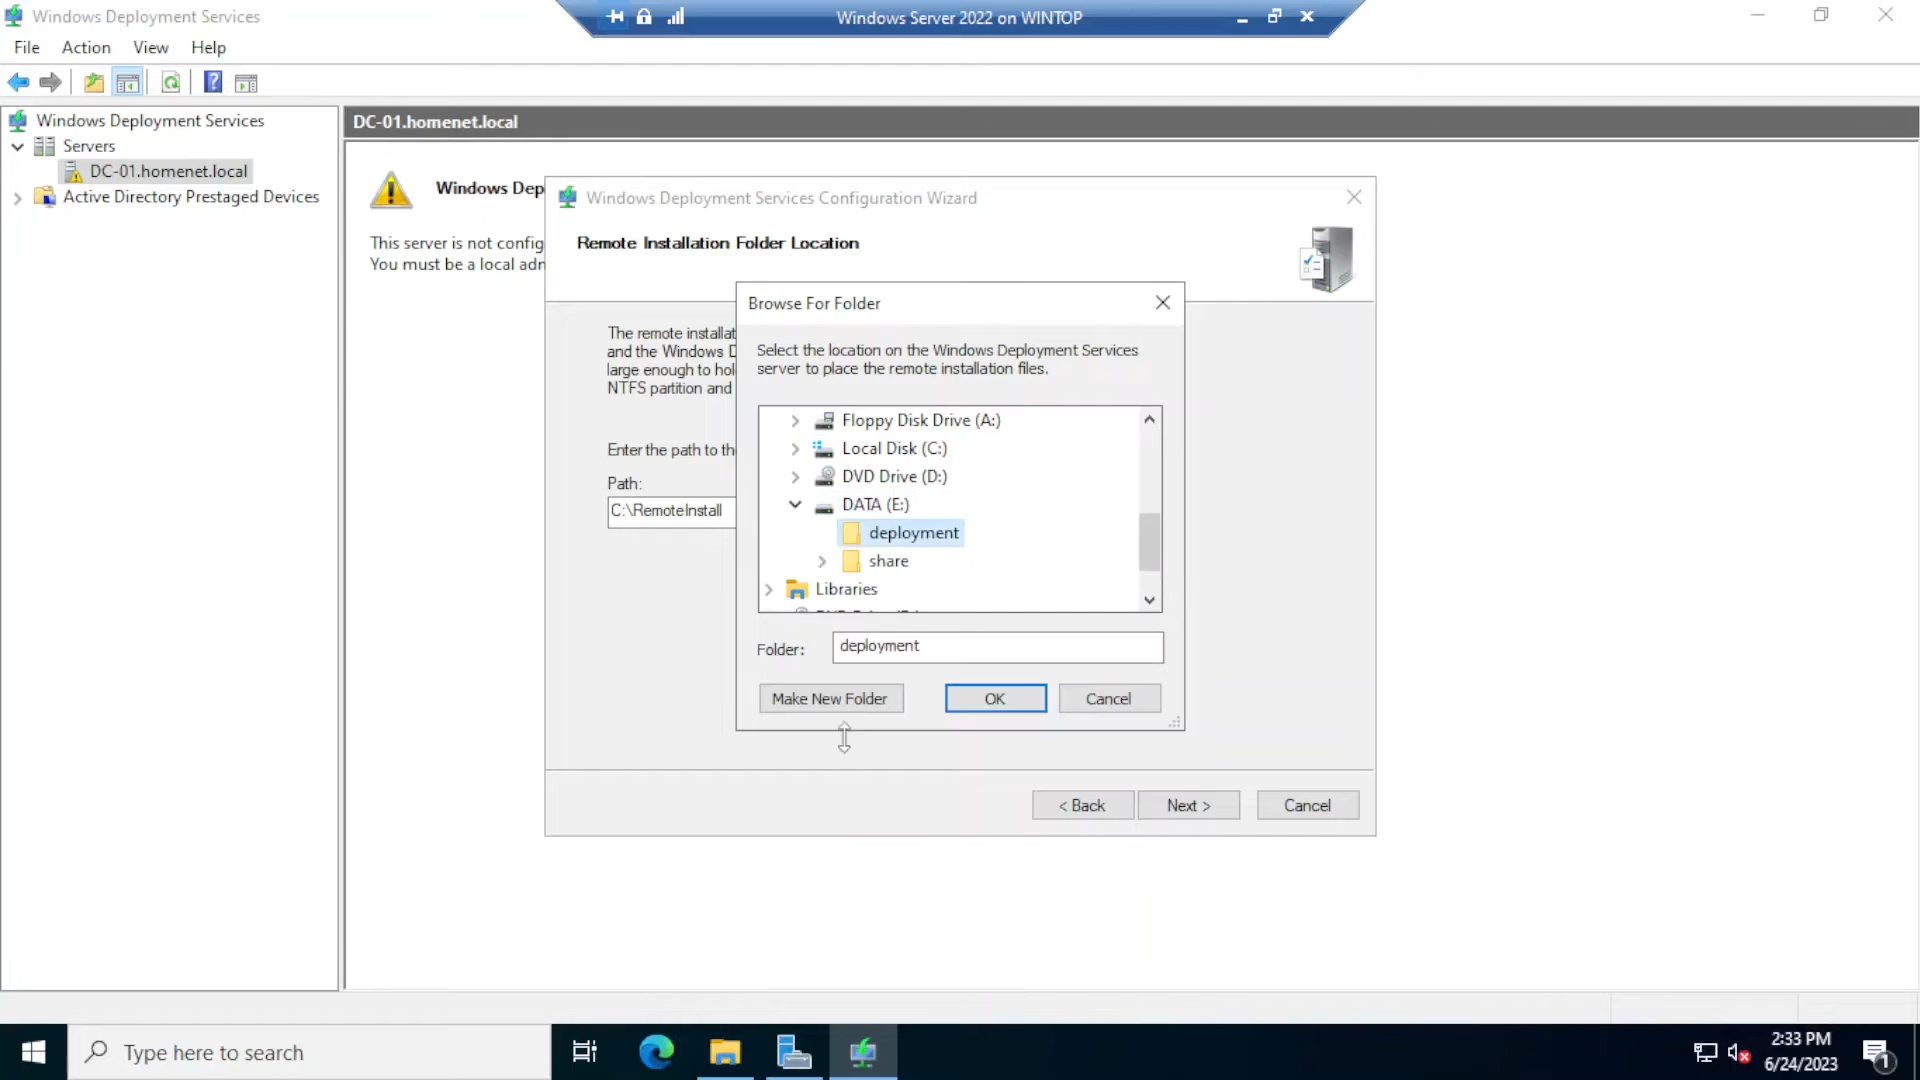 Windows Deployment Services
Windows Server 2022 on WINTOP
File Action View Help
Windows Deployment Services
Servers
DC-01.homenet.local
Active Directory Prestaged Devices
DC-01.homenet.local
Windows Dep
This server is not config
You must be a local adn
Windows Deployment Services Configuration Wizard
Remote Installation Folder Location
The remote installat
and the Windows D
large enough to hol
NTFS partition and
Enter the path to th
Path:
C:\RemoteInstall
Browse For Folder
Select the location on the Windows Deployment Services
server to place the remote installation files.
Floppy Disk Drive (A:)
Local Disk (C:)
DVD Drive (D:)
DATA (E:)
deployment
share
Libraries
Folder: deployment
Make New Folder OK Cancel
< Back Next > Cancel
Type here to search
2:33 PM
6/24/2023
1